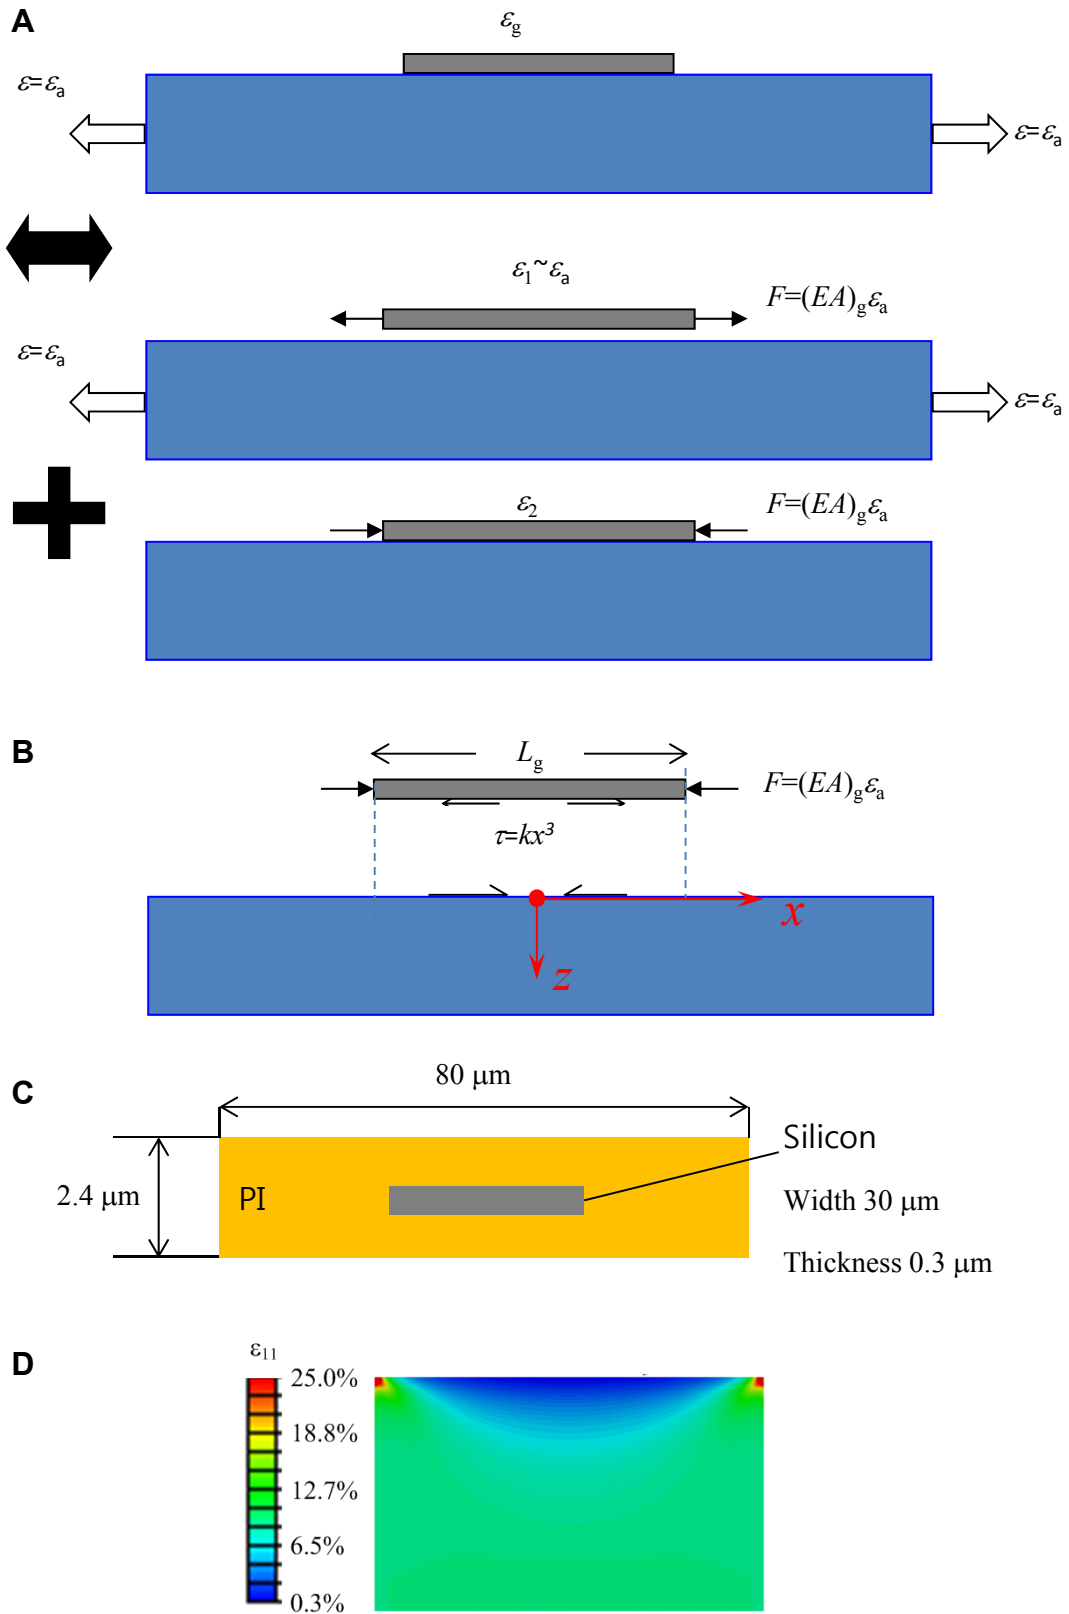 A
εg
ε=εa
ε=εa
ε1~εa
F=(EA)gεa
ε=εa
ε=εa
ε2
F=(EA)gεa
B
Lg
F=(EA)gεa
τ=kx³
x
z
C
80 μm
Silicon
2.4 μm
PI
Width 30 μm
Thickness 0.3 μm
D
ε11
25.0%
18.8%
12.7%
6.5%
0.3%